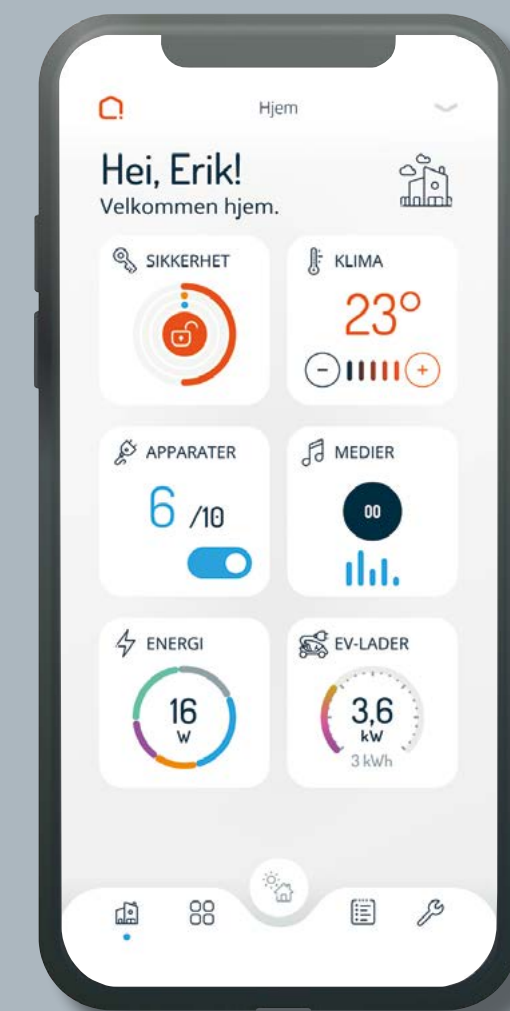 Hjem
Hei, Erik!
Velkommen hjem.
SIKKERHET
KLIMA
23°
− +
APPARATER
MEDIER
6 /10
00
ENERGI
EV-LADER
16
W
3,6
kW
3 kWh